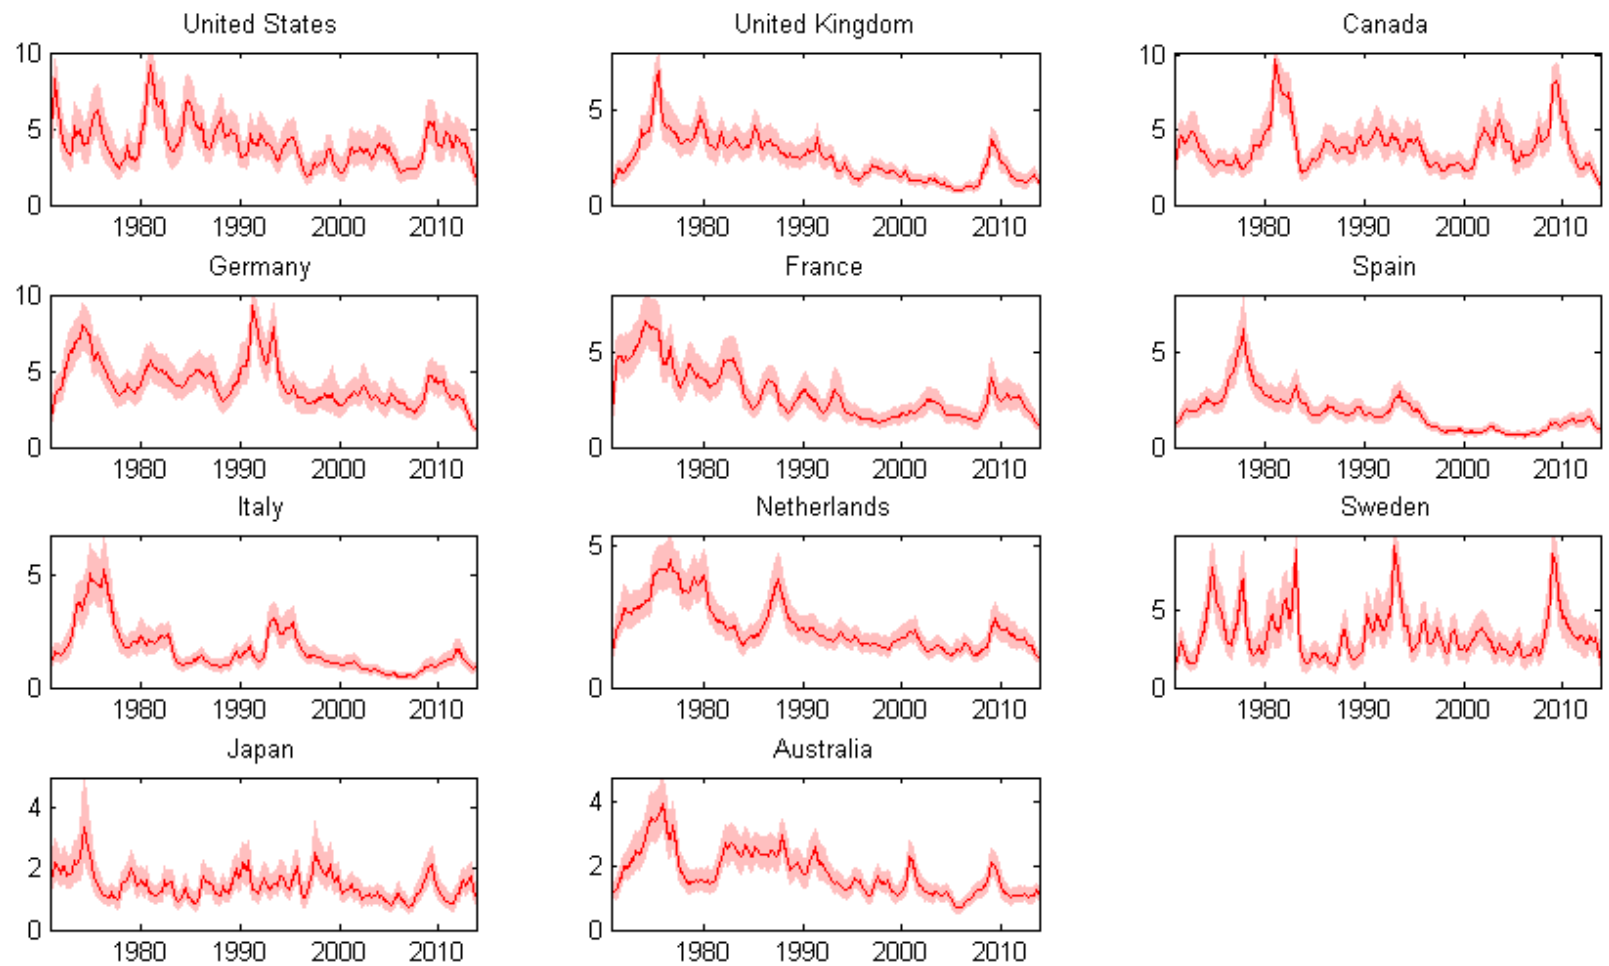 United States United Kingdom Canada
10 10
5 5 5
0 0 0
1980 1990 2000 2010 1980 1990 2000 2010 1980 1990 2000 2010
Germany France Spain
10
5 5 5
0 0 0
1980 1990 2000 2010 1980 1990 2000 2010 1980 1990 2000 2010
Italy Netherlands Sweden
5 5 5
0 0 0
1980 1990 2000 2010 1980 1990 2000 2010 1980 1990 2000 2010
Japan Australia
4 4
2 2
0 0
1980 1990 2000 2010 1980 1990 2000 2010